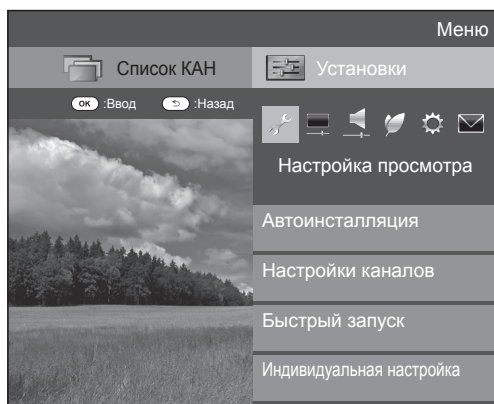 Меню
Список КАН
Установки
OK :Ввод :Назад
Настройка просмотра
Автоинсталляция
Настройки каналов
Быстрый запуск
Индивидуальная настройка